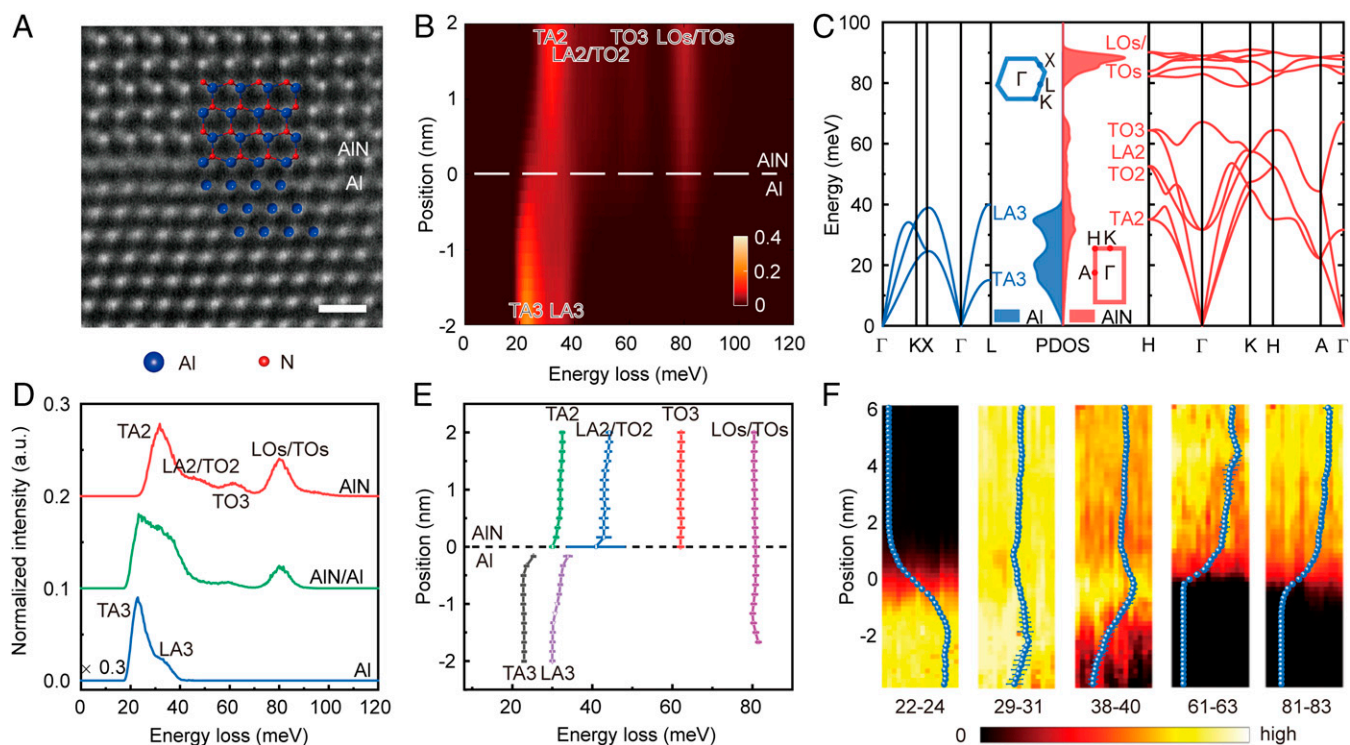 A
AlN
Al
Al
N
B
TA2
TO3
LOs/TOs
LA2/TO2
AlN
Al
0.4
0.2
0
TA3
LA3
2
1
0
-1
-2
Position (nm)
0
20
40
60
80
100
120
Energy loss (meV)
C
100
80
60
40
20
0
Energy (meV)
X
Γ
L
K
LOs/
TOs
TO3
LA2
TO2
TA2
LA3
TA3
H K
A
Γ
Al
AlN
Γ
KX
Γ
L
PDOS
H
Γ
K
H
A
Γ
D
0.3
0.2
0.1
0.0
Normalized intensity (a.u.)
TA2
LA2/TO2
TO3
LOs/TOs
AlN
AlN/Al
TA3
LA3
× 0.3
Al
0
20
40
60
80
100
120
Energy loss (meV)
E
TA2
LA2/TO2
TO3
LOs/TOs
AlN
Al
TA3
LA3
2
1
0
-1
-2
Position (nm)
20
40
60
80
Energy loss (meV)
F
6
4
2
0
-2
Position (nm)
22-24
29-31
38-40
61-63
81-83
0
high